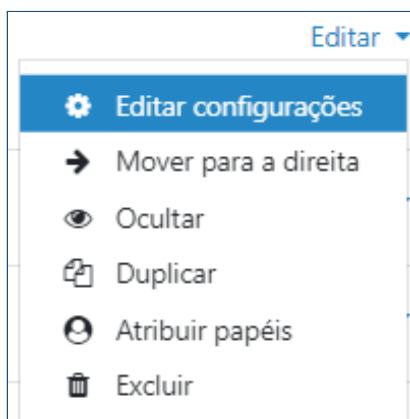 Editar
Editar configurações
Mover para a direita
Ocultar
Duplicar
Atribuir papéis
Excluir